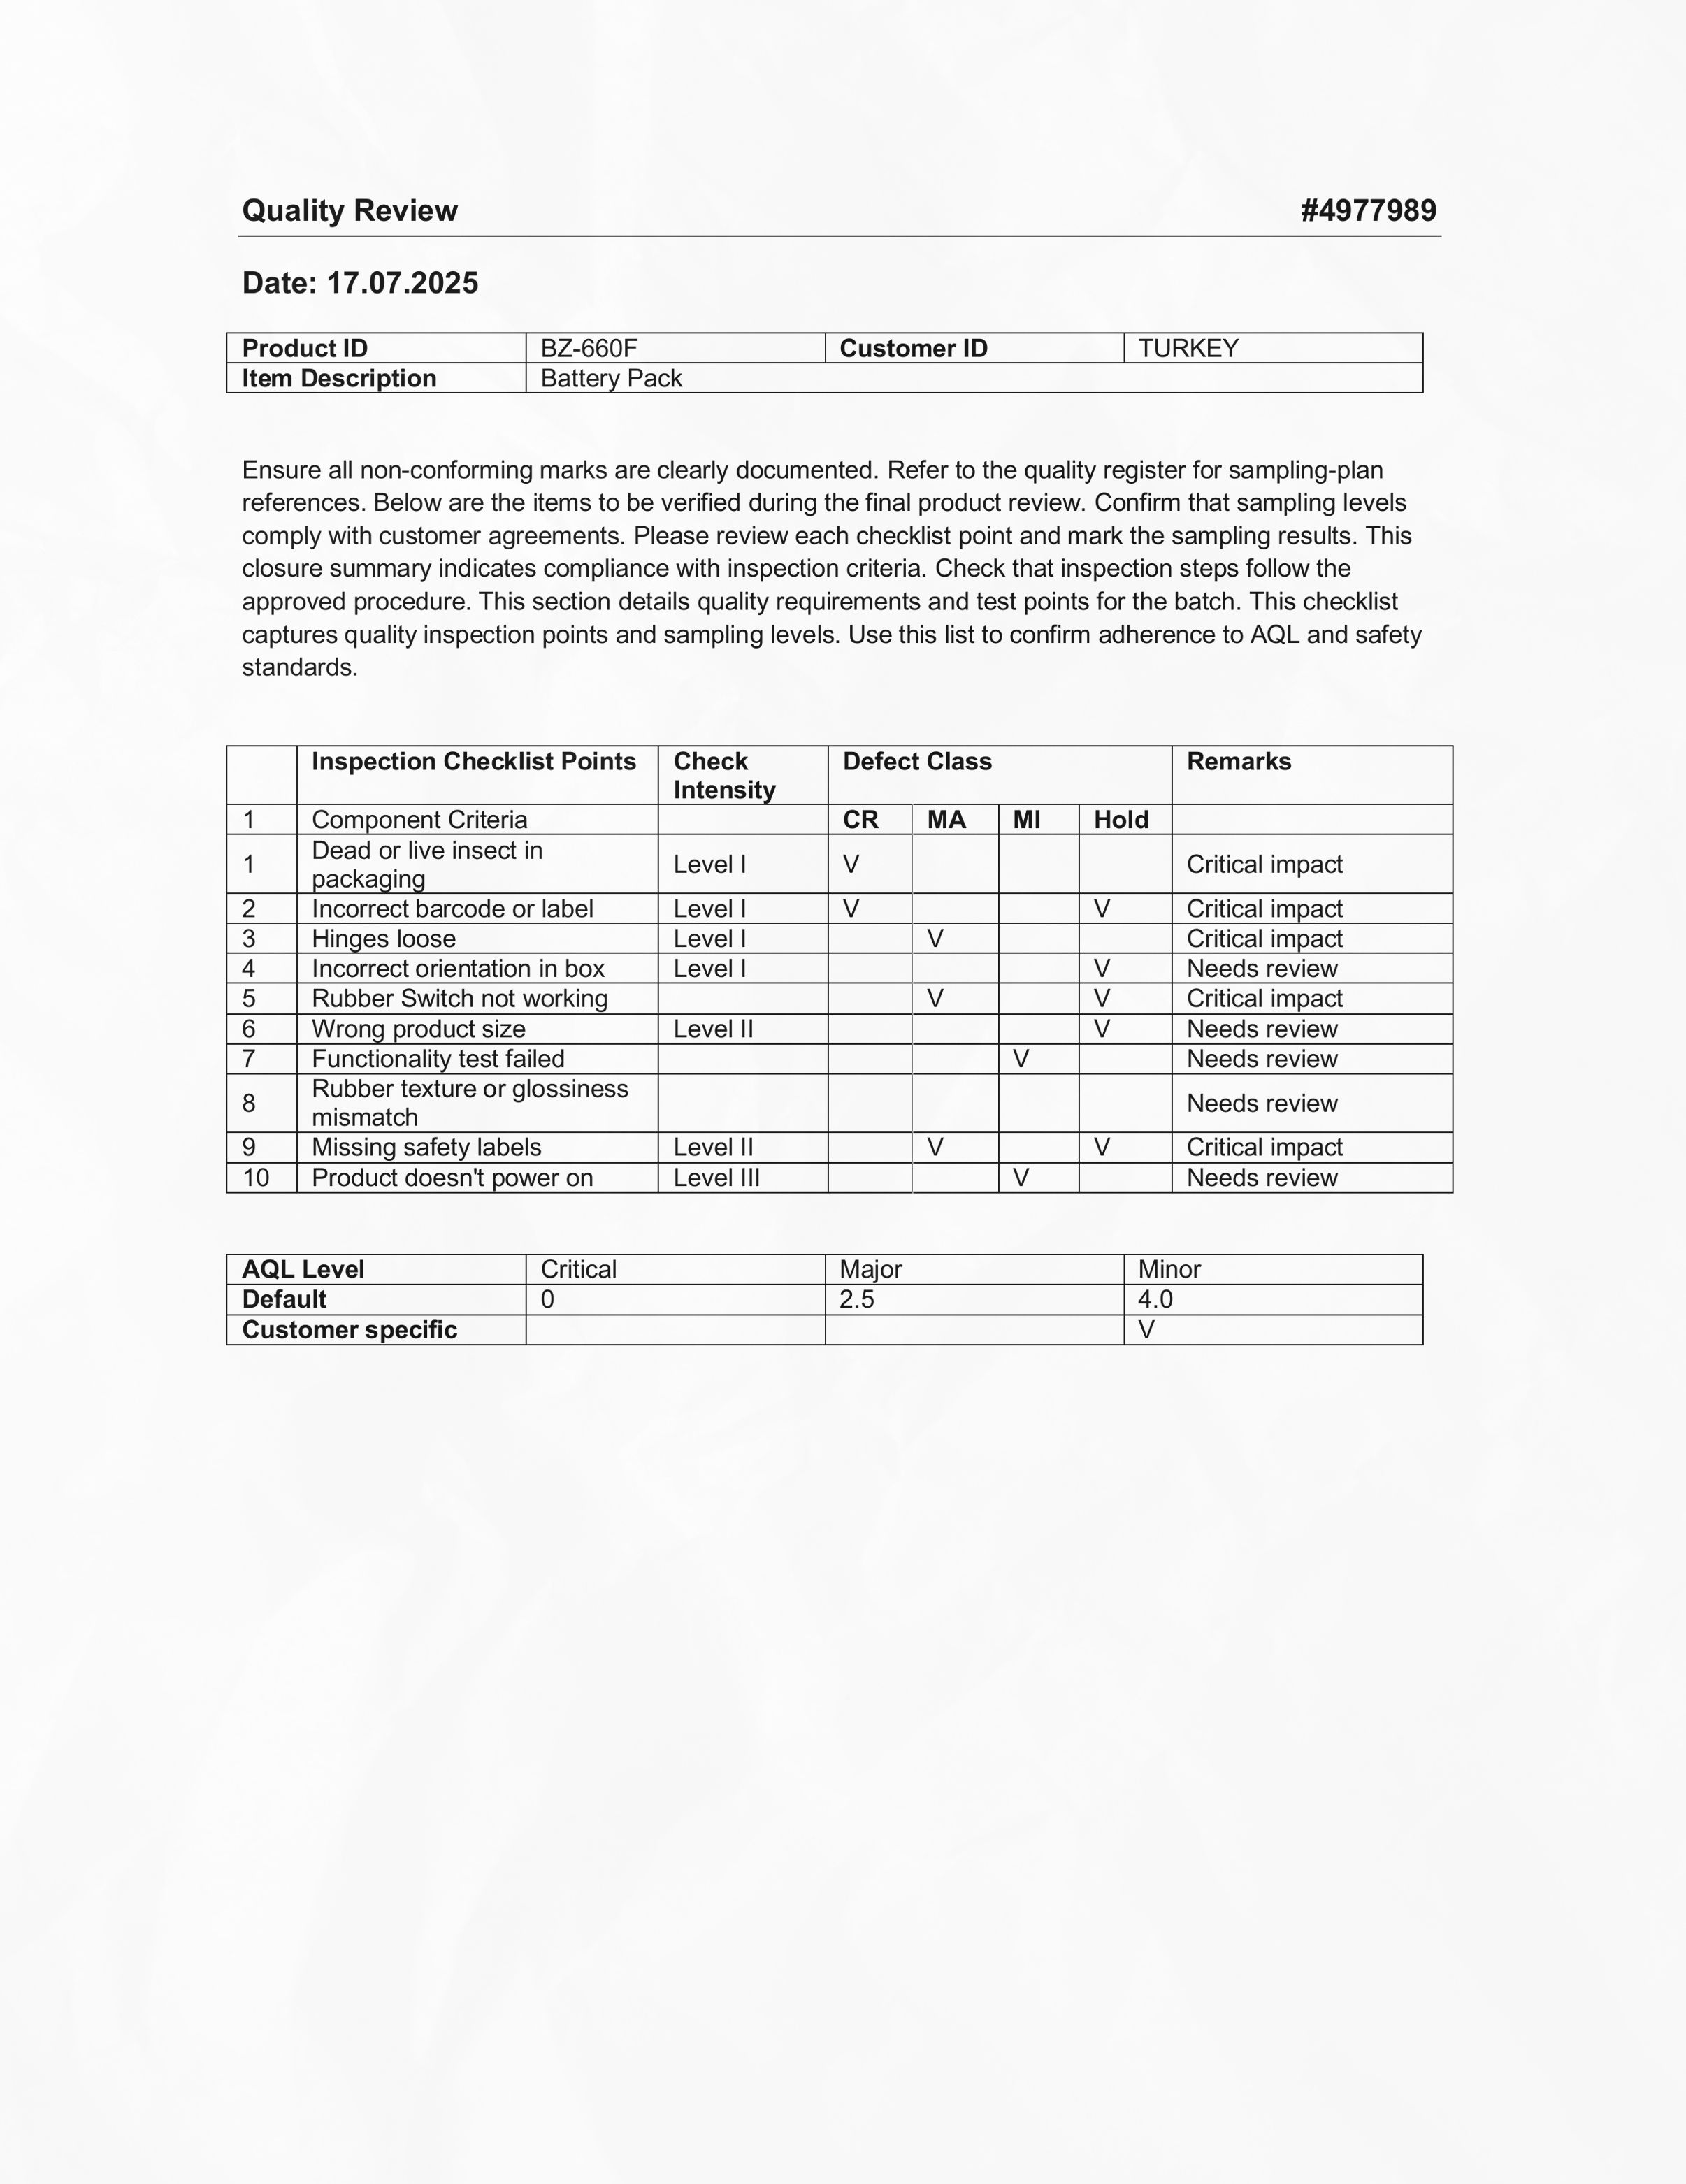 Quality Review #4977989
Date: 17.07.2025
Product ID BZ-660F Customer ID TURKEY
Item Description Battery Pack
Ensure all non-conforming marks are clearly documented. Refer to the quality register for sampling-plan
references. Below are the items to be verified during the final product review. Confirm that sampling levels
comply with customer agreements. Please review each checklist point and mark the sampling results. This
closure summary indicates compliance with inspection criteria. Check that inspection steps follow the
approved procedure. This section details quality requirements and test points for the batch. This checklist
captures quality inspection points and sampling levels. Use this list to confirm adherence to AQL and safety
standards.
Inspection Checklist Points Check Defect Class Remarks
Intensity
1 Component Criteria CR MA MI Hold
Dead or live insect in
1 Level I V Critical impact
packaging
2 Incorrect barcode or label Level I V V Critical impact
3 Hinges loose Level I V Critical impact
4 Incorrect orientation in box Level I V Needs review
5 Rubber Switch not working V V Critical impact
6 Wrong product size Level II V Needs review
7 Functionality test failed V Needs review
Rubber texture or glossiness
8 Needs review
mismatch
9 Missing safety labels Level II V V Critical impact
10 Product doesn't power on Level III V Needs review
AQL Level Critical Major Minor
Default 0 2.5 4.0
Customer specific V